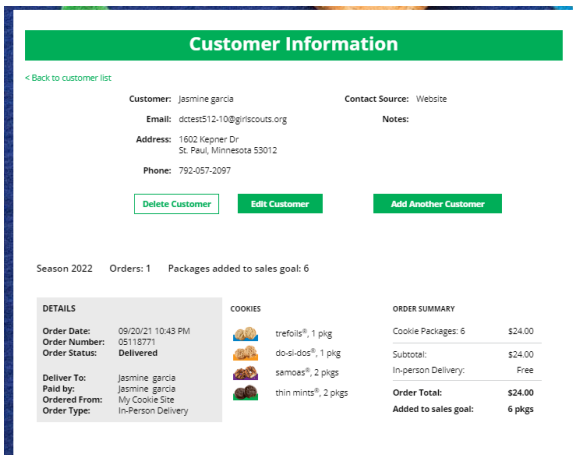 Customer Information
< Back to customer list
Customer: Jasmine garcia
Contact Source: Website
Email: dctest512-10@girlscouts.org
Notes:
Address: 1602 Kepner Dr
St. Paul, Minnesota 53012
Phone: 792-057-2097
Delete Customer
Edit Customer
Add Another Customer
Season 2022 Orders: 1 Packages added to sales goal: 6
DETAILS
Order Date: 09/20/21 10:43 PM
Order Number: 05118771
Order Status: Delivered
Deliver To: Jasmine garcia
Paid by: Jasmine garcia
Ordered From: My Cookie Site
Order Type: In-Person Delivery
COOKIES
trefoils®, 1 pkg
do-si-dos®, 1 pkg
samoas®, 2 pkgs
thin mints®, 2 pkgs
ORDER SUMMARY
Cookie Packages: 6 $24.00
Subtotal: $24.00
In-person Delivery: Free
Order Total: $24.00
Added to sales goal: 6 pkgs